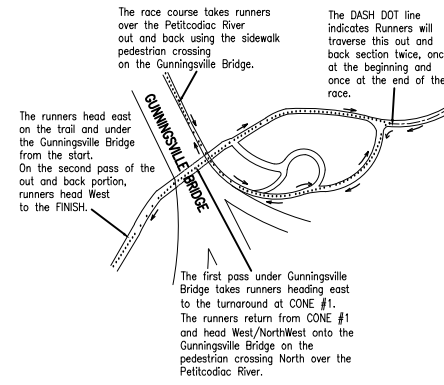 The race course takes runners
over the Petitcodiac River
out and back using the sidewalk
pedestrian crossing
on the Gunningsville Bridge.
The DASH DOT line
indicates Runners will
traverse this out and
back section twice, onc
at the beginning and
once at the end of the
race.
The runners head east
on the trail and under
the Gunningsville Bridge
from the start.
On the second pass of the
out and back portion,
runners head West
to the FINISH.
GUNNINGSVILLE
BRIDGE
The first pass under Gunningsville
Bridge takes runners heading east
to the turnaround at CONE #1.
The runners return from CONE #1
and head West/NorthWest onto the
Gunningsville Bridge on the
pedestrian crossing North over the
Petitcodiac River.